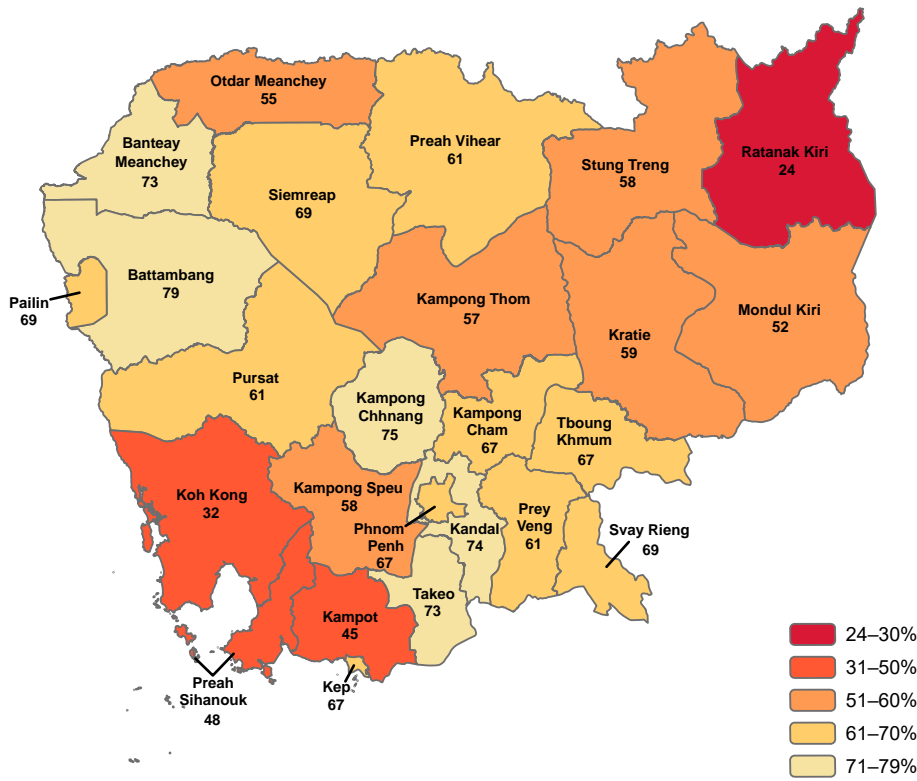 Otdar Meanchey
55
Banteay
Meanchey
73
Preah Vihear
61
Siemreap
69
Stung Treng
58
Ratanak Kiri
24
Battambang
79
Pailin
69
Kampong Thom
57
Kratie
59
Mondul Kiri
52
Pursat
61
Kampong
Chhnang
75
Kampong
Cham
67
Tboung
Khmum
67
Koh Kong
32
Kampong Speu
58
Phnom
Penh
67
Kandal
74
Prey
Veng
61
Svay Rieng
69
Takeo
73
Kampot
45
Kep
67
Preah
Sihanouk
48
24–30%
31–50%
51–60%
61–70%
71–79%